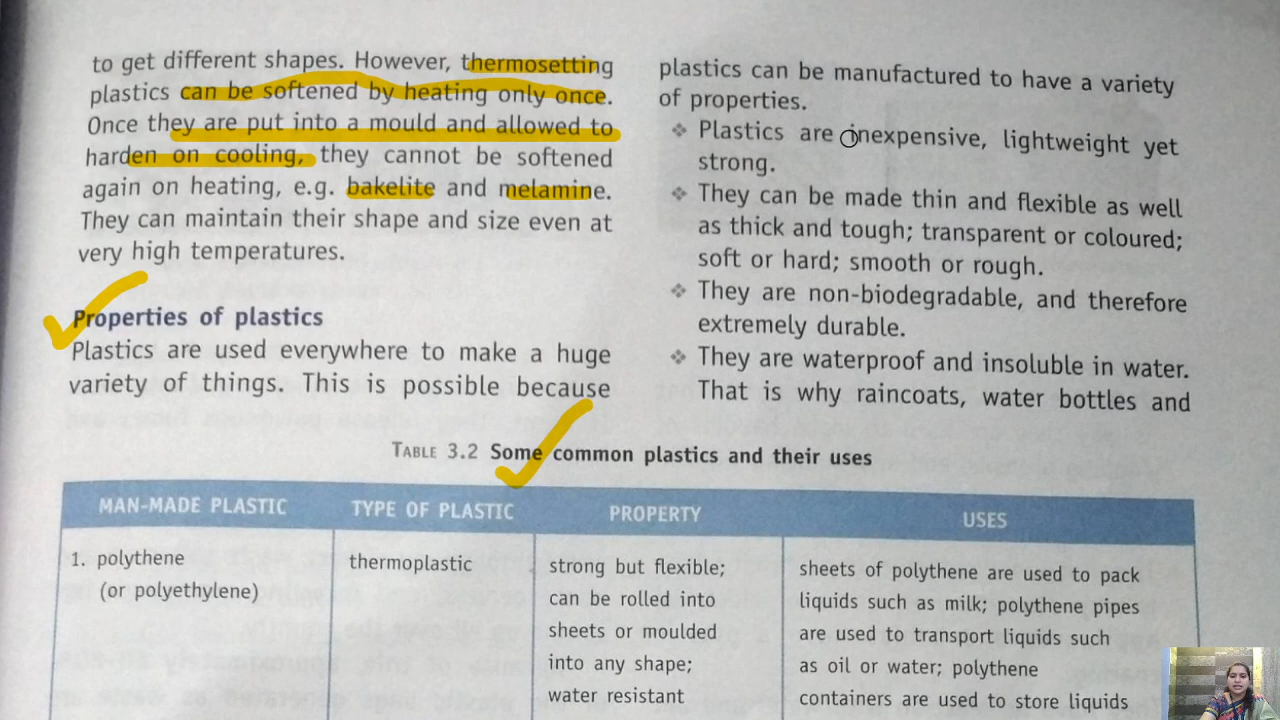 to get different shapes. However, thermosetting
plastics can be softened by heating only once.
Once they are put into a mould and allowed to
harden on cooling, they cannot be softened
again on heating, e.g. bakelite and melamine.
They can maintain their shape and size even at
very high temperatures.
Properties of plastics
Plastics are used everywhere to make a huge
variety of things. This is possible because
plastics can be manufactured to have a variety
of properties.
❖ Plastics are inexpensive, lightweight yet
strong.
❖ They can be made thin and flexible as well
as thick and tough; transparent or coloured;
soft or hard; smooth or rough.
❖ They are non-biodegradable, and therefore
extremely durable.
❖ They are waterproof and insoluble in water.
That is why raincoats, water bottles and
TABLE 3.2 Some common plastics and their uses
MAN-MADE PLASTIC TYPE OF PLASTIC PROPERTY USES
1. polythene
(or polyethylene)
thermoplastic
strong but flexible;
can be rolled into
sheets or moulded
into any shape;
water resistant
sheets of polythene are used to pack
liquids such as milk; polythene pipes
are used to transport liquids such
as oil or water; polythene
containers are used to store liquids